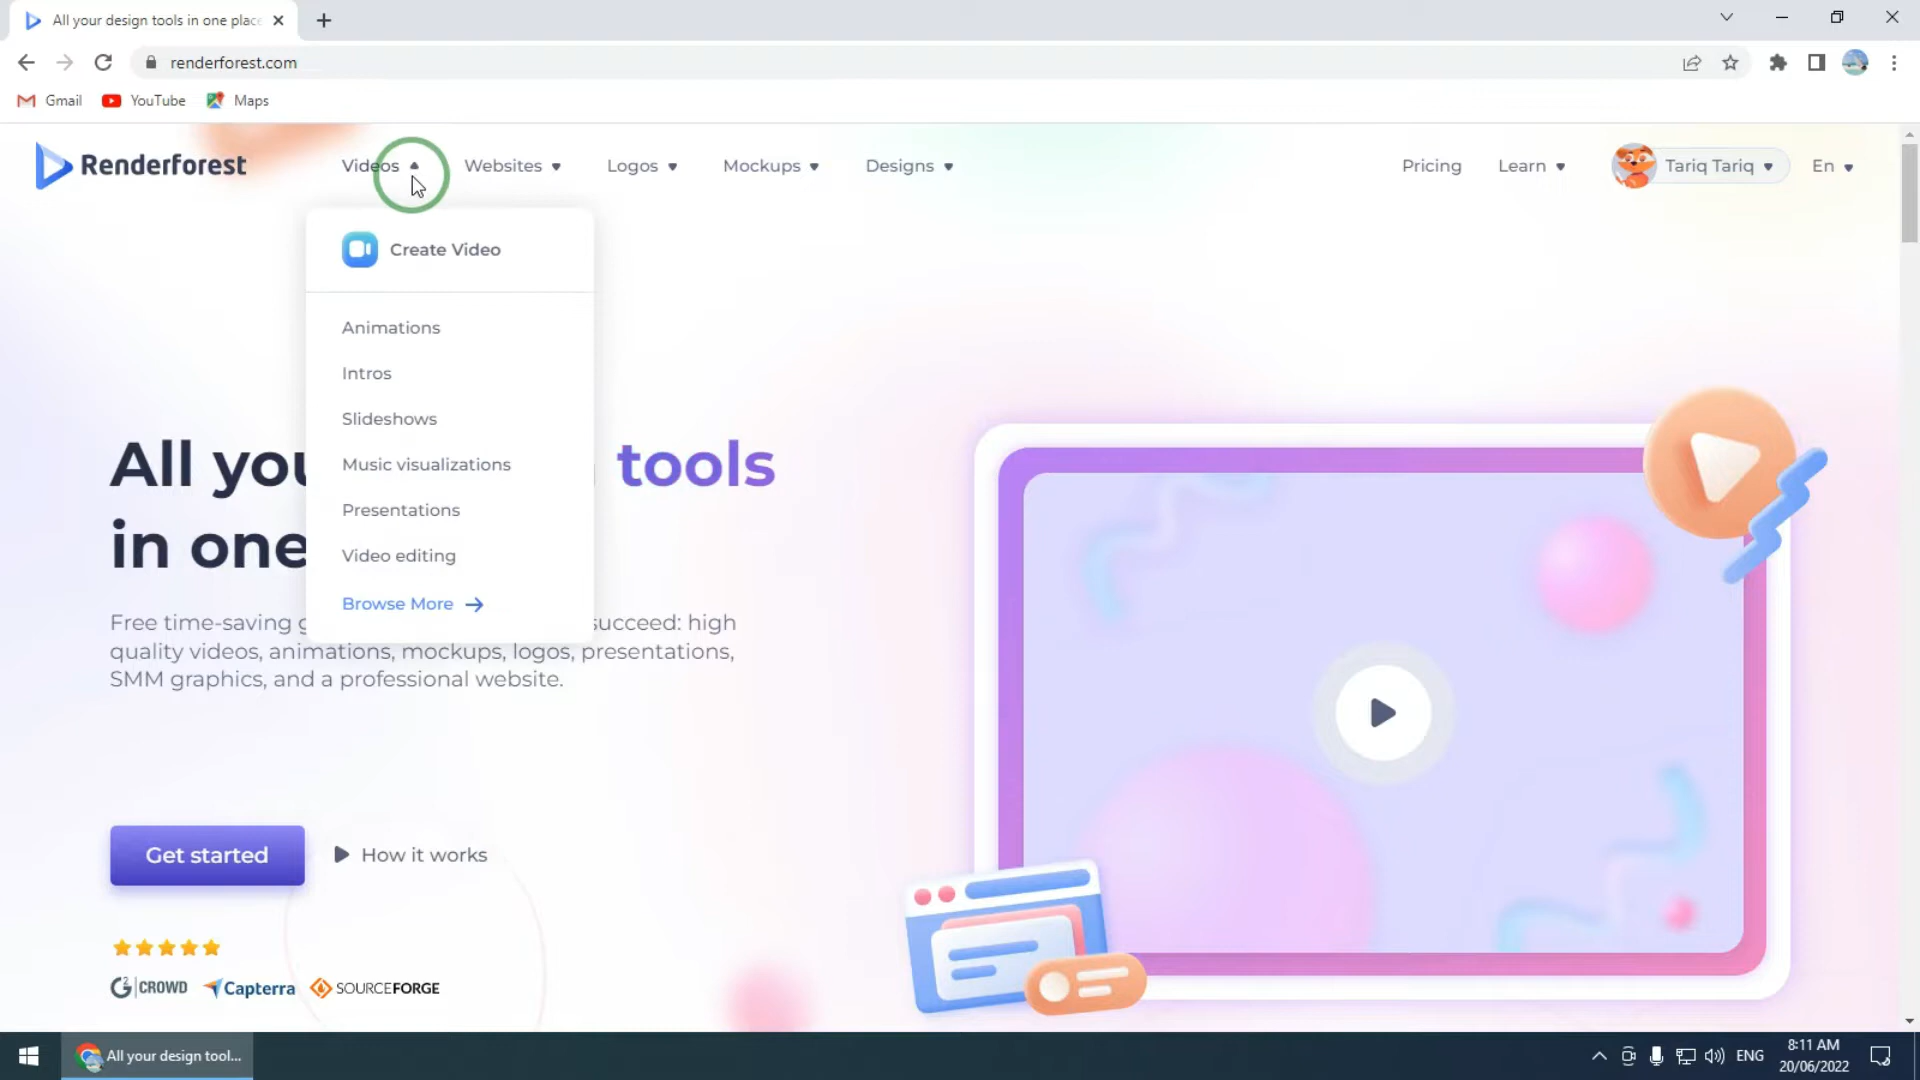 All your design tools in one place
renderforest.com
Gmail
YouTube
Maps
Renderforest
Videos
Websites
Logos
Mockups
Designs
Pricing
Learn
Tariq Tariq
En
Create Video
Animations
Intros
Slideshows
Music visualizations
Presentations
Video editing
Browse More
All you tools
in one
Free time-saving succeed: high
quality videos, animations, mockups, logos, presentations,
SMM graphics, and a professional website.
Get started
How it works
G2 CROWD
Capterra
SOURCEFORGE
All your design tool...
ENG
8:11 AM
20/06/2022